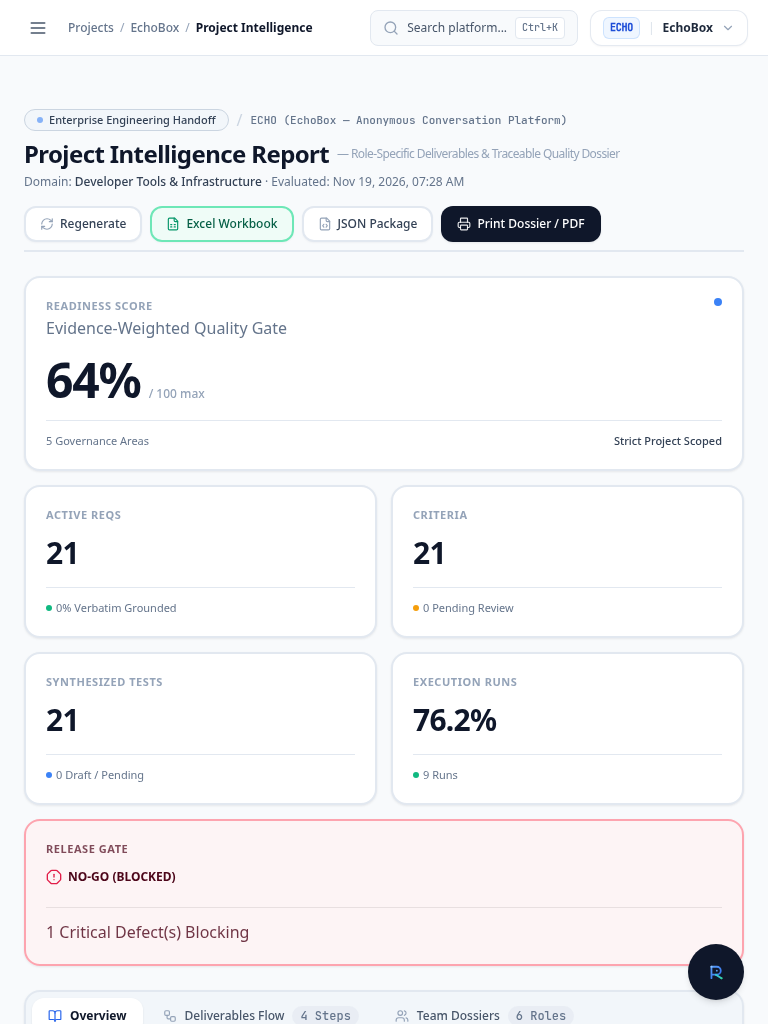 Projects / EchoBox / Project Intelligence
Search platform... Ctrl+K
ECHO EchoBox
Enterprise Engineering Handoff / ECHO (EchoBox — Anonymous Conversation Platform)
Project Intelligence Report — Role-Specific Deliverables & Traceable Quality Dossier
Domain: Developer Tools & Infrastructure · Evaluated: Nov 19, 2026, 07:28 AM
Regenerate
Excel Workbook
JSON Package
Print Dossier / PDF
READINESS SCORE
Evidence-Weighted Quality Gate
64% / 100 max
5 Governance Areas
Strict Project Scoped
ACTIVE REQS
21
0% Verbatim Grounded
CRITERIA
21
0 Pending Review
SYNTHESIZED TESTS
21
0 Draft / Pending
EXECUTION RUNS
76.2%
9 Runs
RELEASE GATE
NO-GO (BLOCKED)
1 Critical Defect(s) Blocking
Overview
Deliverables Flow 4 Steps
Team Dossiers 6 Roles